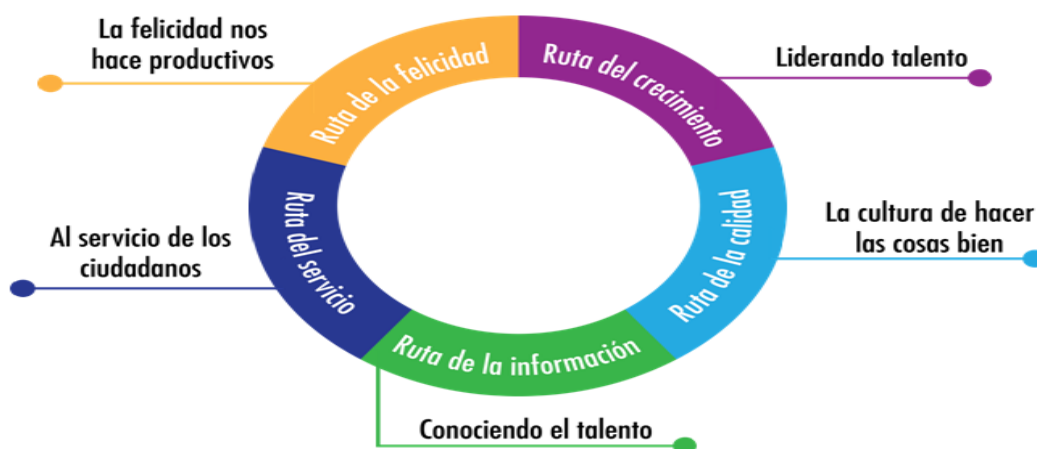 La felicidad nos
hace productivos
Ruta de la felicidad
Ruta del crecimiento
Liderando talento
Al servicio de los
ciudadanos
Ruta del servicio
Ruta de la calidad
La cultura de hacer
las cosas bien
Ruta de la información
Conociendo el talento